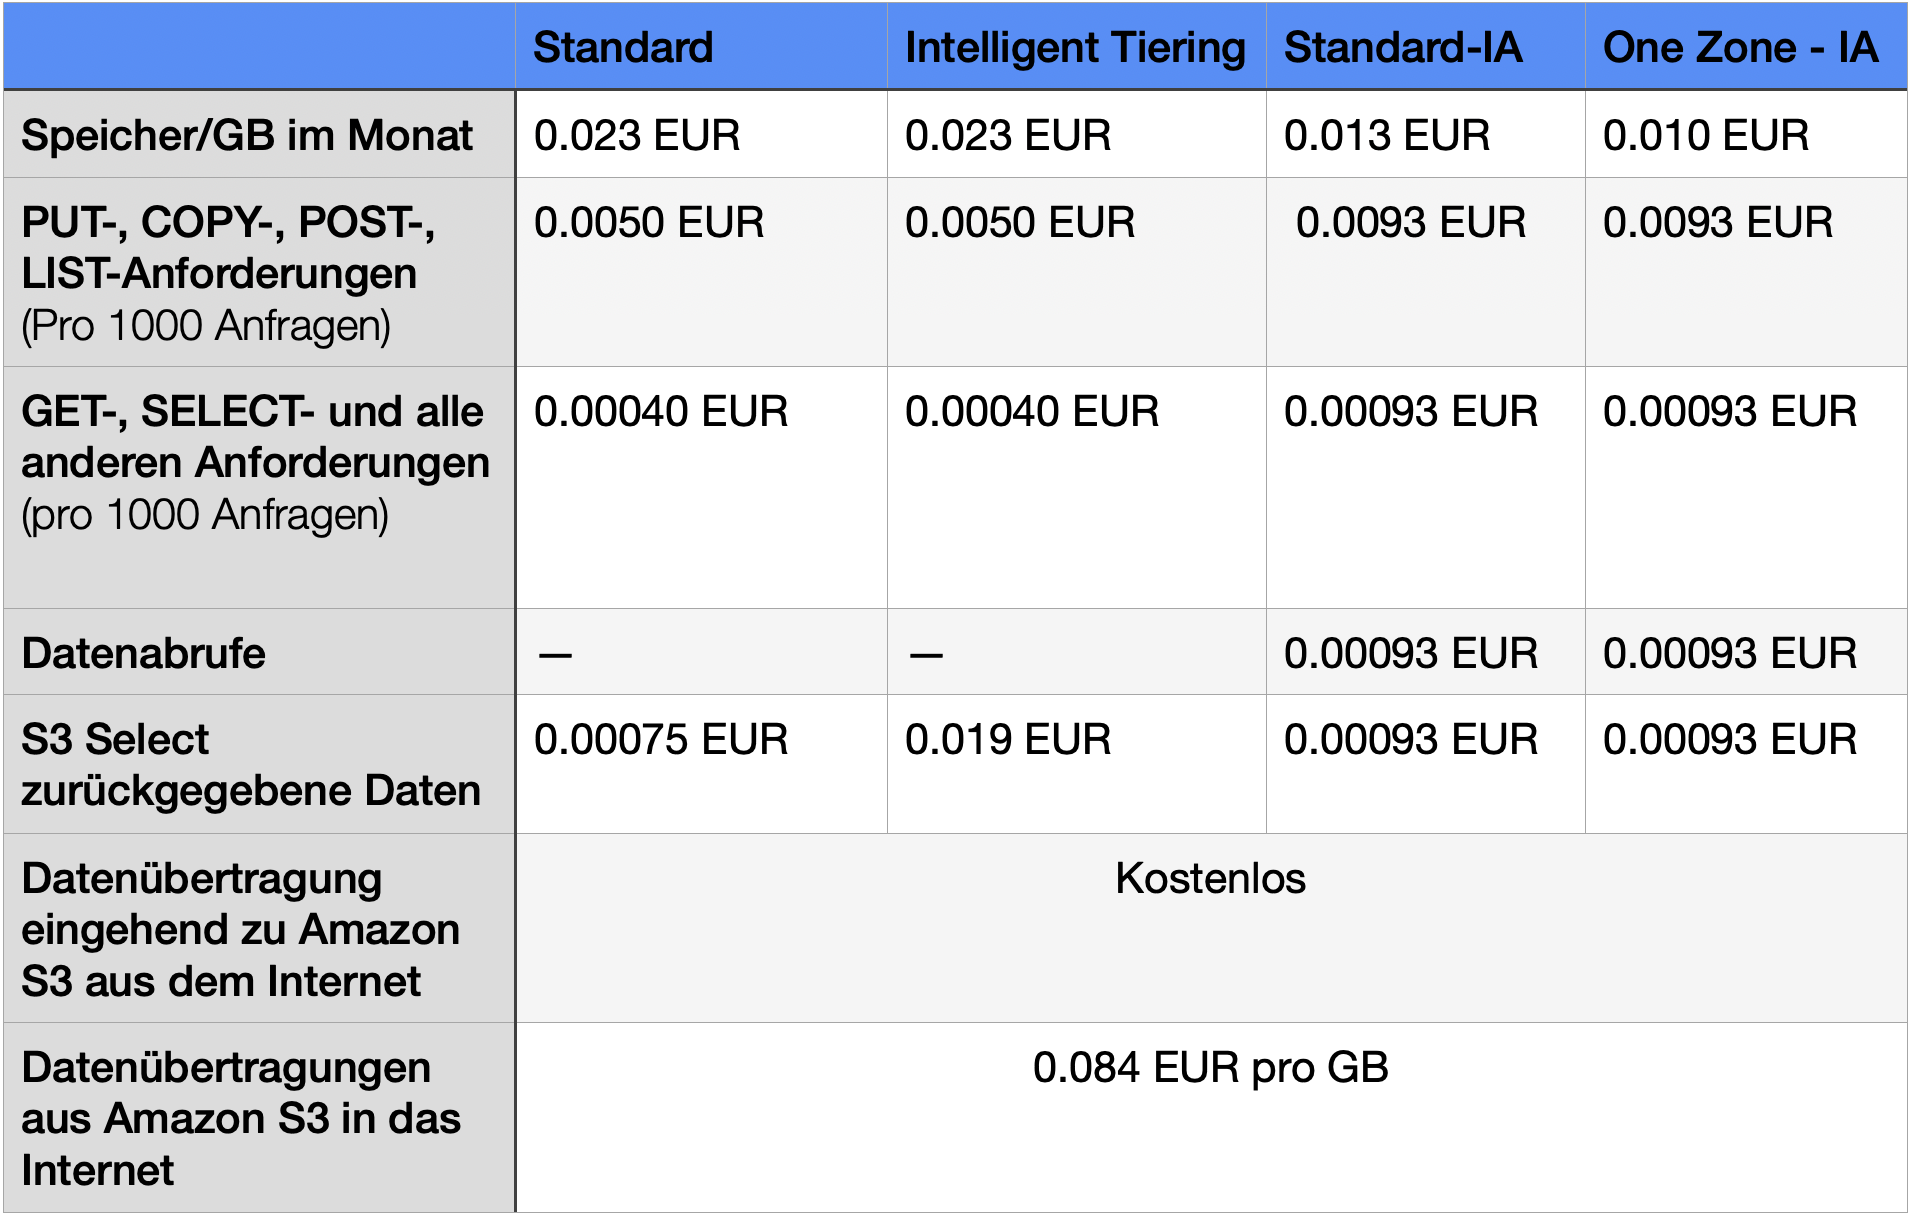 Standard Intelligent Tiering Standard-IA One Zone - IA
Speicher/GB im Monat 0.023 EUR 0.023 EUR 0.013 EUR 0.010 EUR
PUT-, COPY-, POST-, 0.0050 EUR 0.0050 EUR 0.0093 EUR 0.0093 EUR
LIST-Anforderungen
(Pro 1000 Anfragen)
GET-, SELECT- und alle 0.00040 EUR 0.00040 EUR 0.00093 EUR 0.00093 EUR
anderen Anforderungen
(pro 1000 Anfragen)
Datenabrufe — — 0.00093 EUR 0.00093 EUR
S3 Select 0.00075 EUR 0.019 EUR 0.00093 EUR 0.00093 EUR
zurückgegebene Daten
Datenübertragung Kostenlos
eingehend zu Amazon
S3 aus dem Internet
Datenübertragungen 0.084 EUR pro GB
aus Amazon S3 in das
Internet